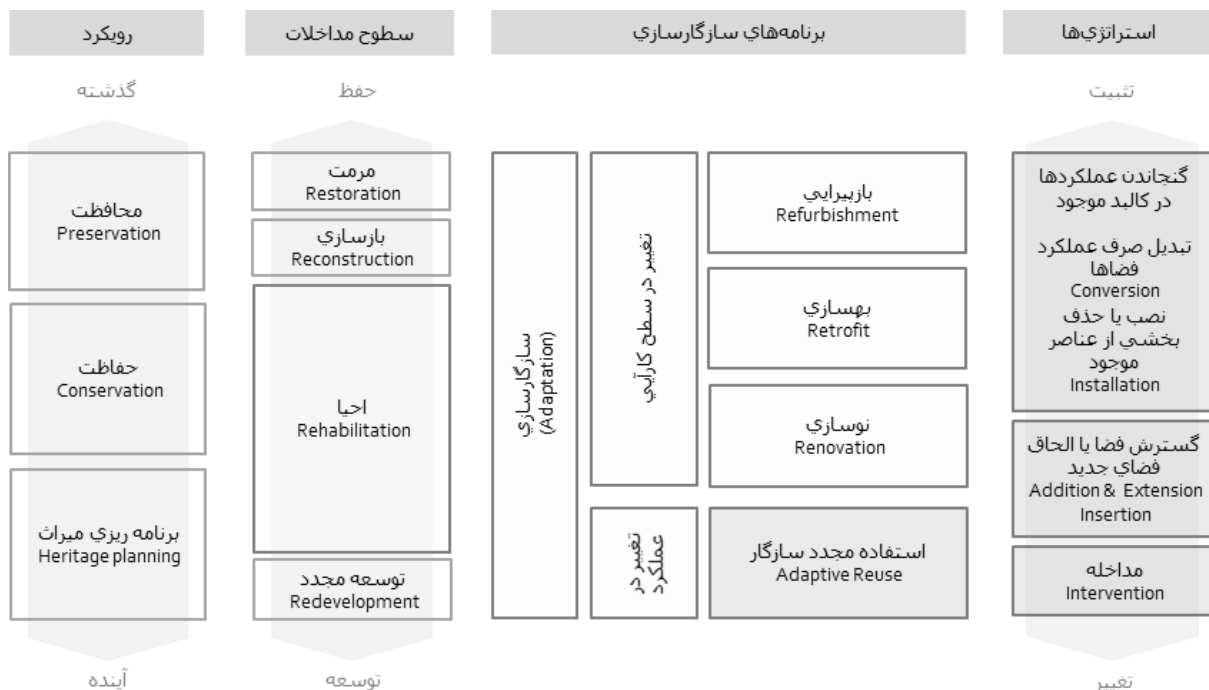 رویکرد
سطوح مداخلات
برنامه‌هاي سازگارسازي
استراتژي‌ها
گذشته
حفظ
تثبیت
محافظت
Preservation
حفاظت
Conservation
برنامه ریزي میراث
Heritage planning
آینده
مرمت
Restoration
بازسازي
Reconstruction
احیا
Rehabilitation
توسعه مجدد
Redevelopment
توسعه
سازگارسازي
(Adaptation)
تغییر در سطح کارآیي
تغییر در
عملکرد
بازپیرایي
Refurbishment
بهسازي
Retrofit
نوسازي
Renovation
استفاده مجدد سازگار
Adaptive Reuse
گنجاندن عملکردها
در کالبد موجود
تبدیل صرف عملکرد
فضاها
Conversion
نصب یا حذف
بخشي از عناصر
موجود
Installation
گسترش فضا یا الحاق
فضاي جدید
Addition & Extension
Insertion
مداخله
Intervention
تغییر